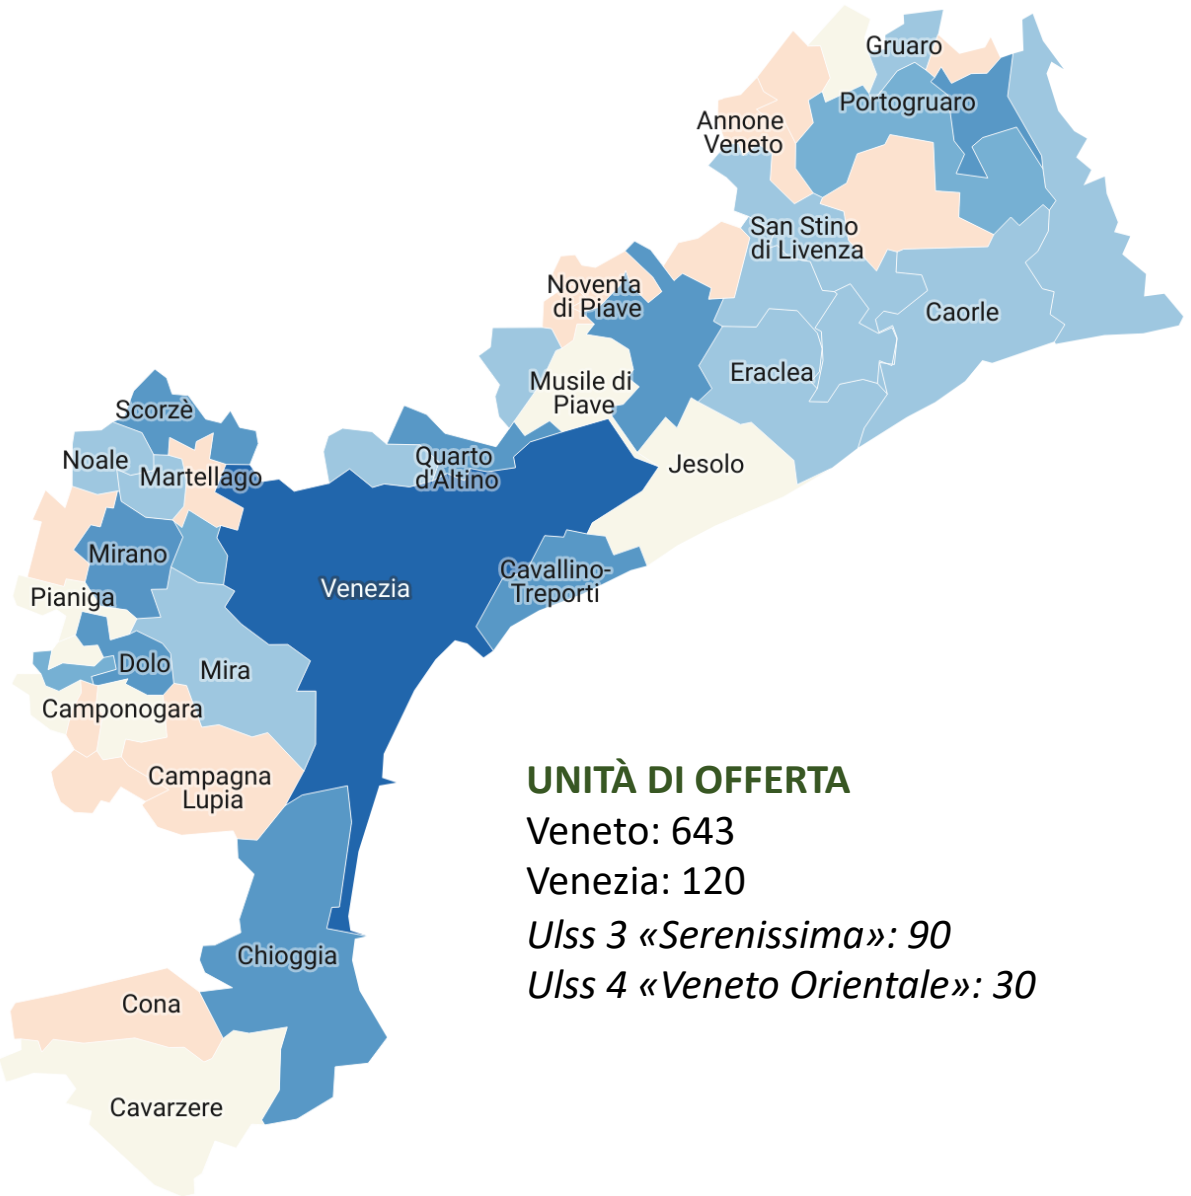 Gruaro
Portogruaro
Annone
Veneto
San Stino
di Livenza
Noventa
di Piave
Caorle
Eraclea
Musile di
Piave
Scorzè
Noale
Martellago
Quarto
d'Altino
Jesolo
Mirano
Cavallino-
Treporti
Venezia
Pianiga
Dolo
Mira
Camponogara
Campagna
Lupia
UNITÀ DI OFFERTA
Veneto: 643
Venezia: 120
Ulss 3 «Serenissima»: 90
Ulss 4 «Veneto Orientale»: 30
Chioggia
Cona
Cavarzere